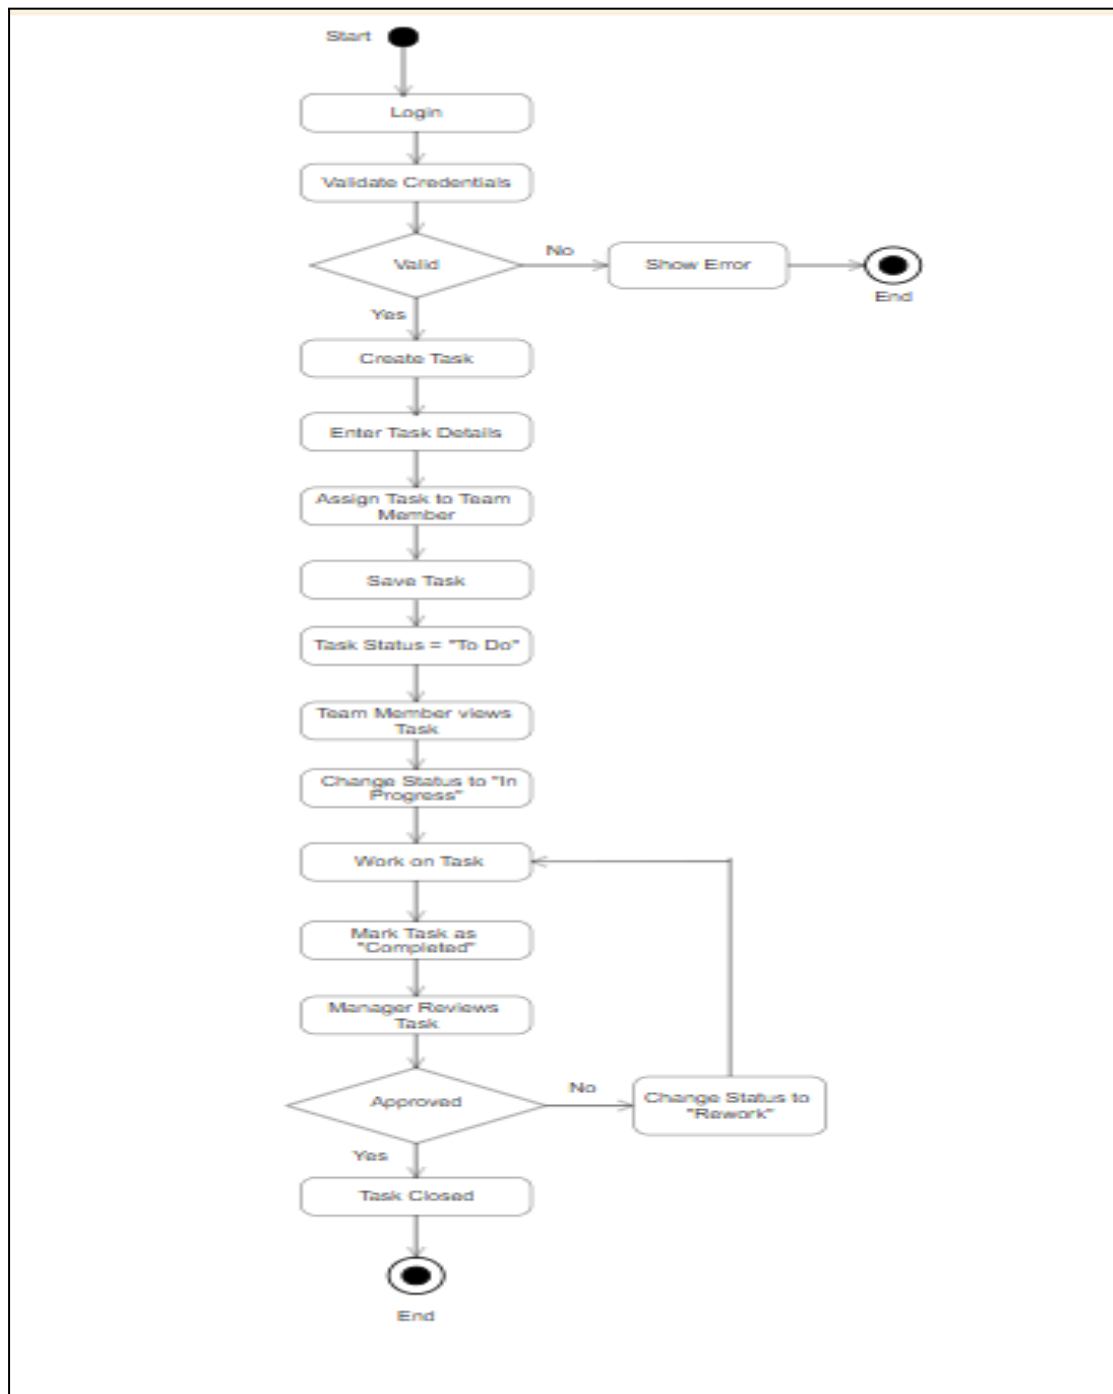 Start
Login
Validate Credentials
Valid
No
Show Error
End
Yes
Create Task
Enter Task Details
Assign Task to Team
Member
Save Task
Task Status = "To Do"
Team Member views
Task
Change Status to "In
Progress"
Work on Task
Mark Task as
"Completed"
Manager Reviews
Task
Approved
No
Change Status to
"Rework"
Yes
Task Closed
End